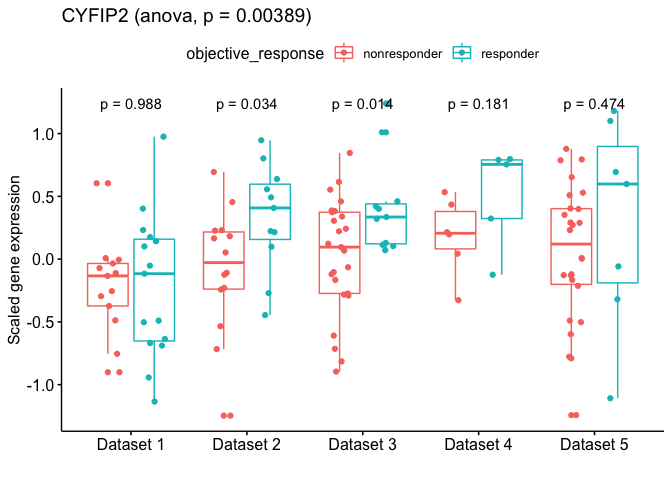 CYFIP2 (anova, p = 0.00389)
objective_response nonresponder responder
p = 0.988 p = 0.034 p = 0.014 p = 0.181 p = 0.474
1.0
0.5
0.0
-0.5
-1.0
Scaled gene expression
Dataset 1 Dataset 2 Dataset 3 Dataset 4 Dataset 5